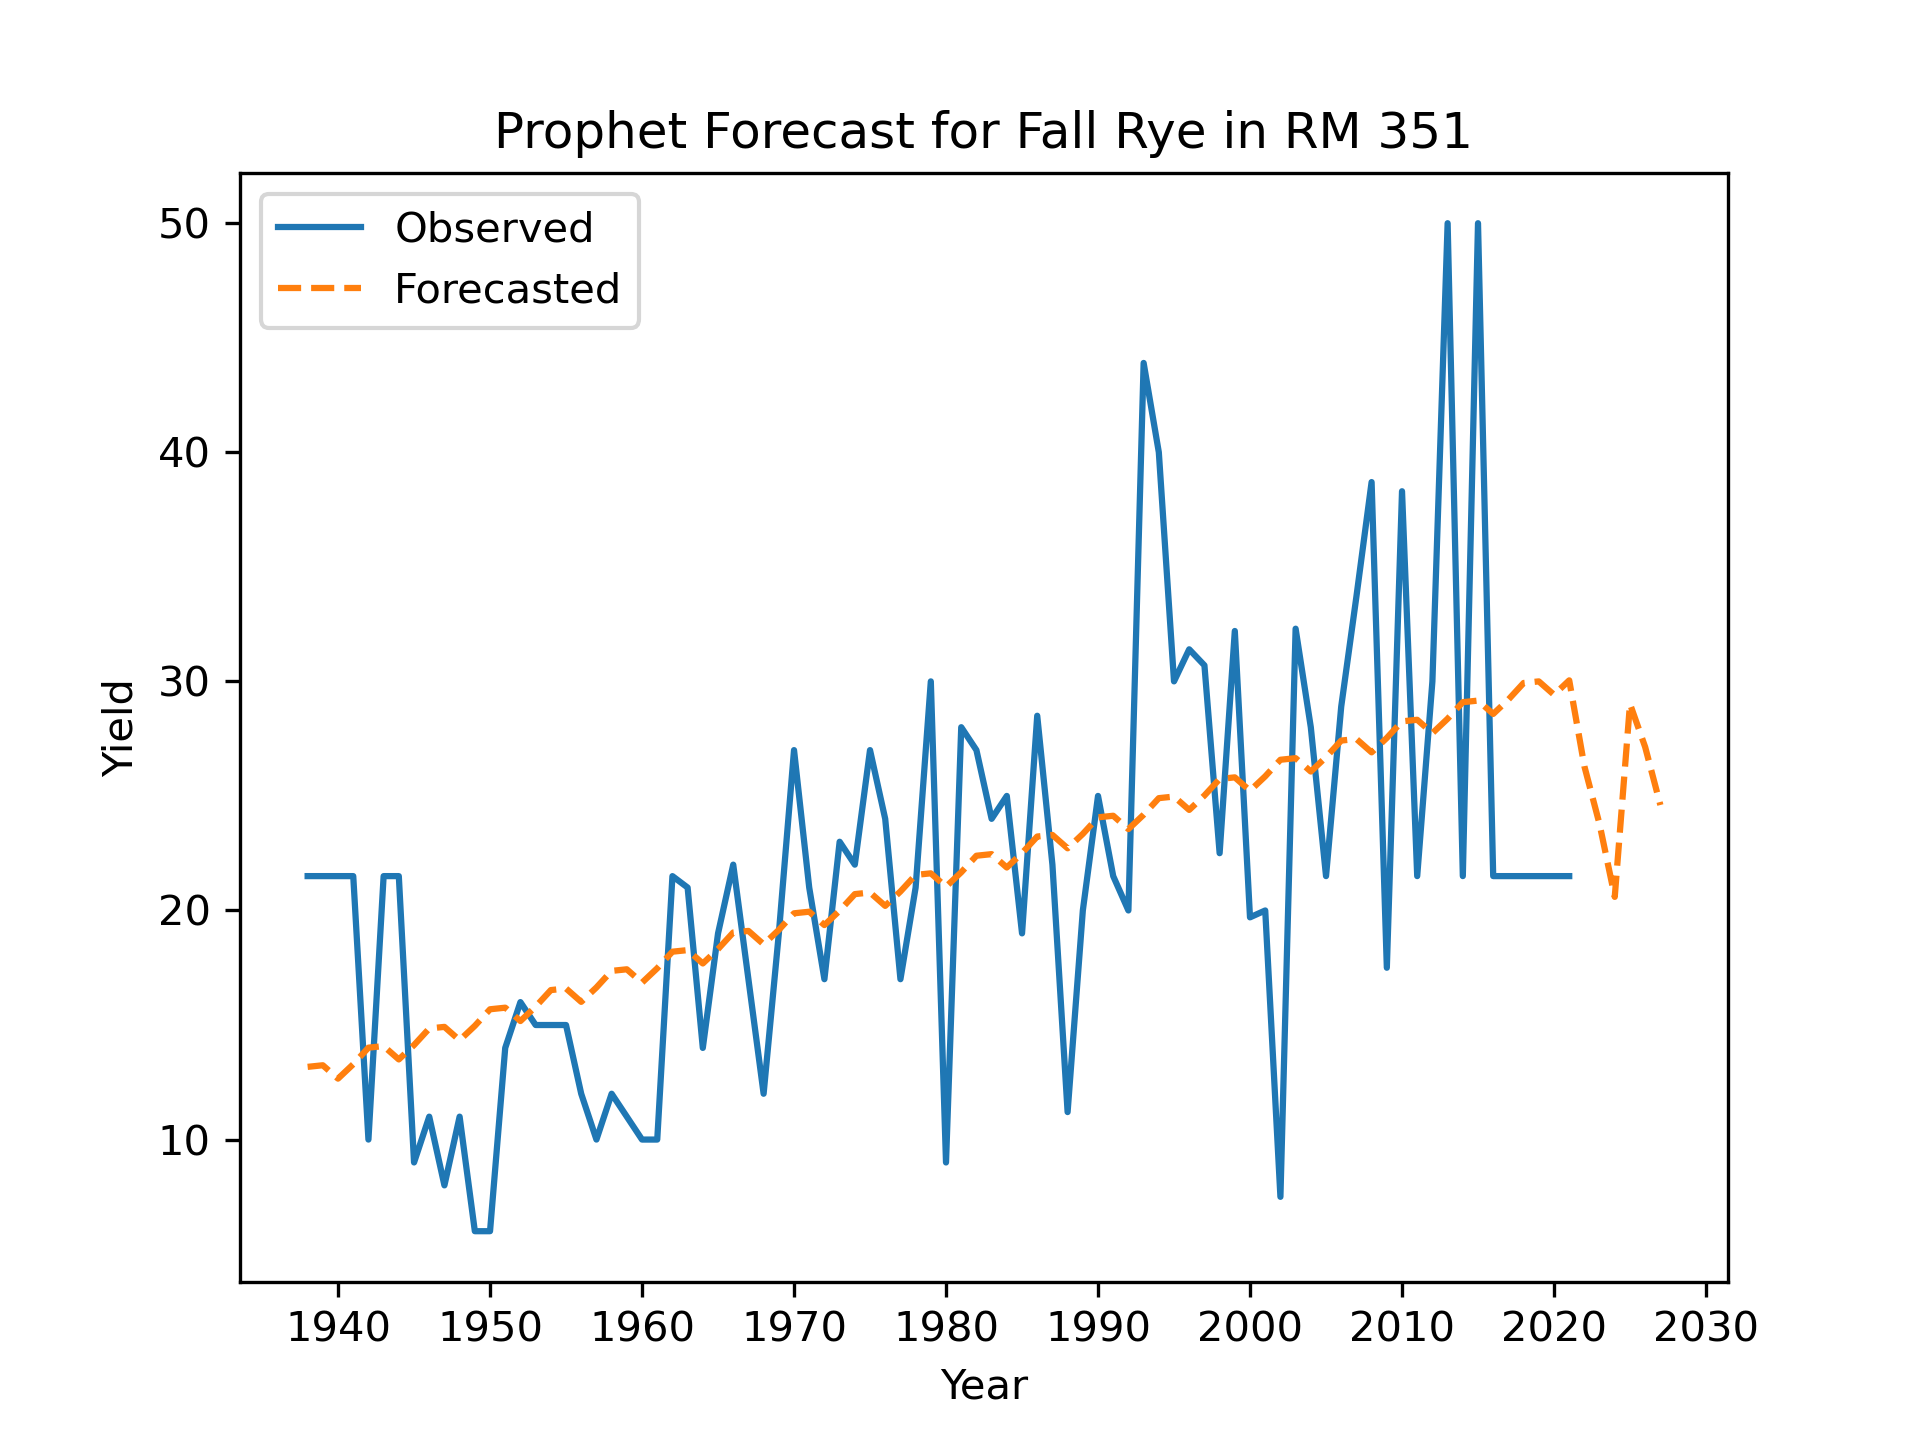 Prophet Forecast for Fall Rye in RM 351
Observed
Forecasted
50
40
30
20
10
Yield
1940 1950 1960 1970 1980 1990 2000 2010 2020 2030
Year